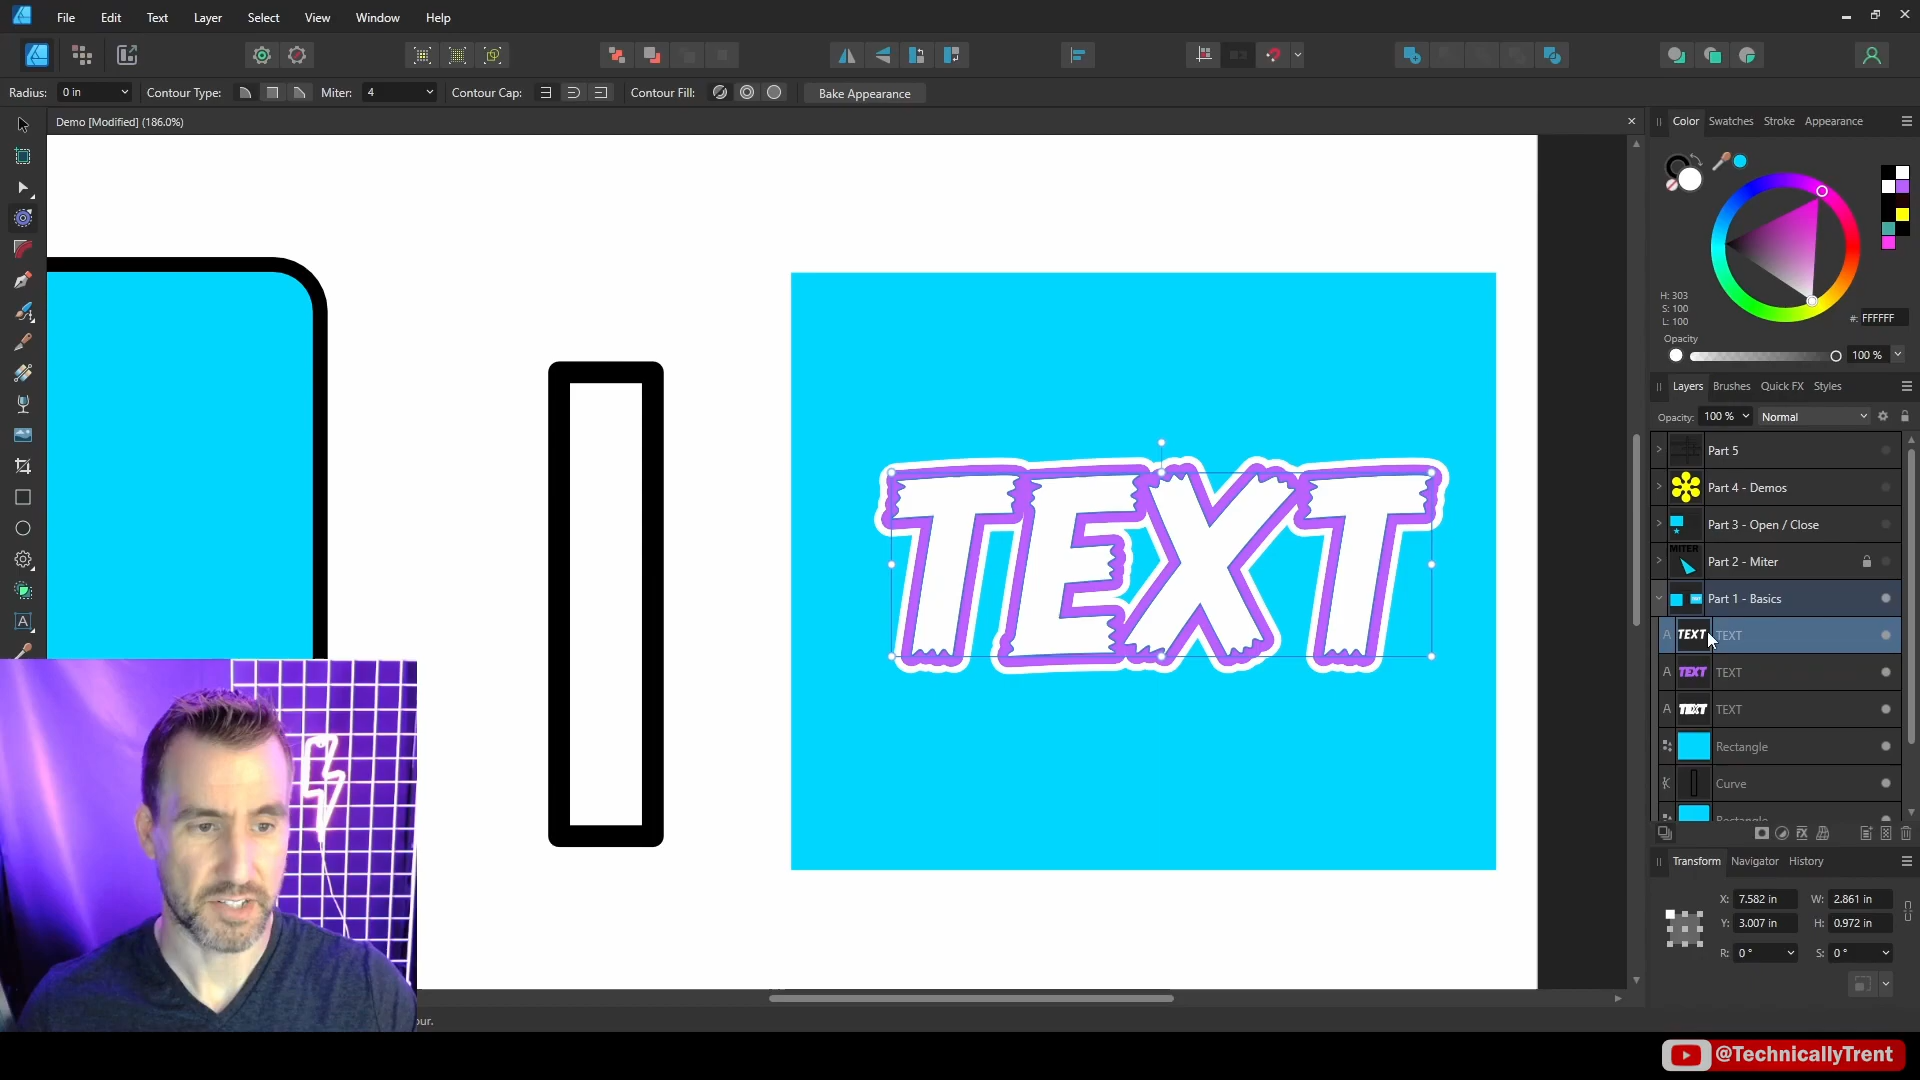 File Edit Text Layer Select View Window Help
Radius: 0 in Contour Type: Miter: 4 Contour Cap: Contour Fill: Bake Appearance
Demo [Modified] (186.0%)
Color Swatches Stroke Appearance
H: 303
S: 100
L: 100
#: FFFFFF
Opacity
100 %
Layers Brushes Quick FX Styles
Opacity: 100 % Normal
Part 5
Part 4 - Demos
Part 3 - Open / Close
MITER Part 2 - Miter
Part 1 - Basics
A TEXT TEXT
A TEXT TEXT
A TEXT TEXT
Rectangle
Curve
Rectangle
Transform Navigator History
X: 7.582 in W: 2.861 in
Y: 3.007 in H: 0.972 in
R: 0 ° S: 0 °
TEXT
our.
@TechnicallyTrent